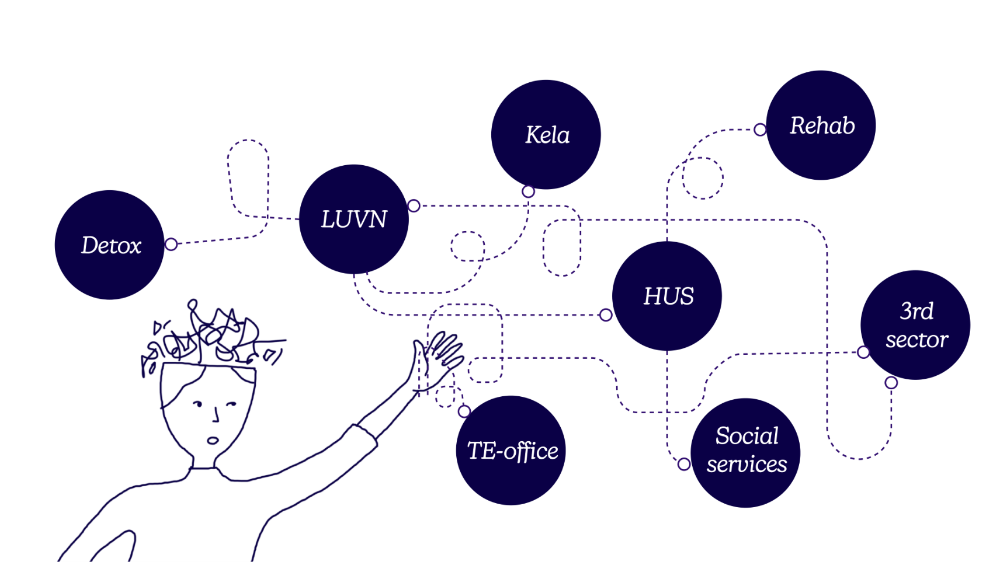 Kela
Rehab
LUVN
Detox
HUS
3rd
sector
TE-office
Social
services